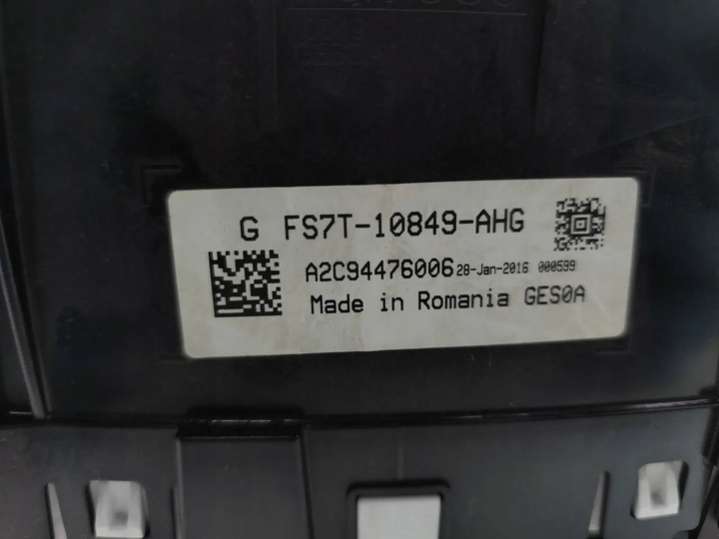 G FS7T-10849-AHG
A2C94476006 28-Jan-2016 000599
Made in Romania GES0A